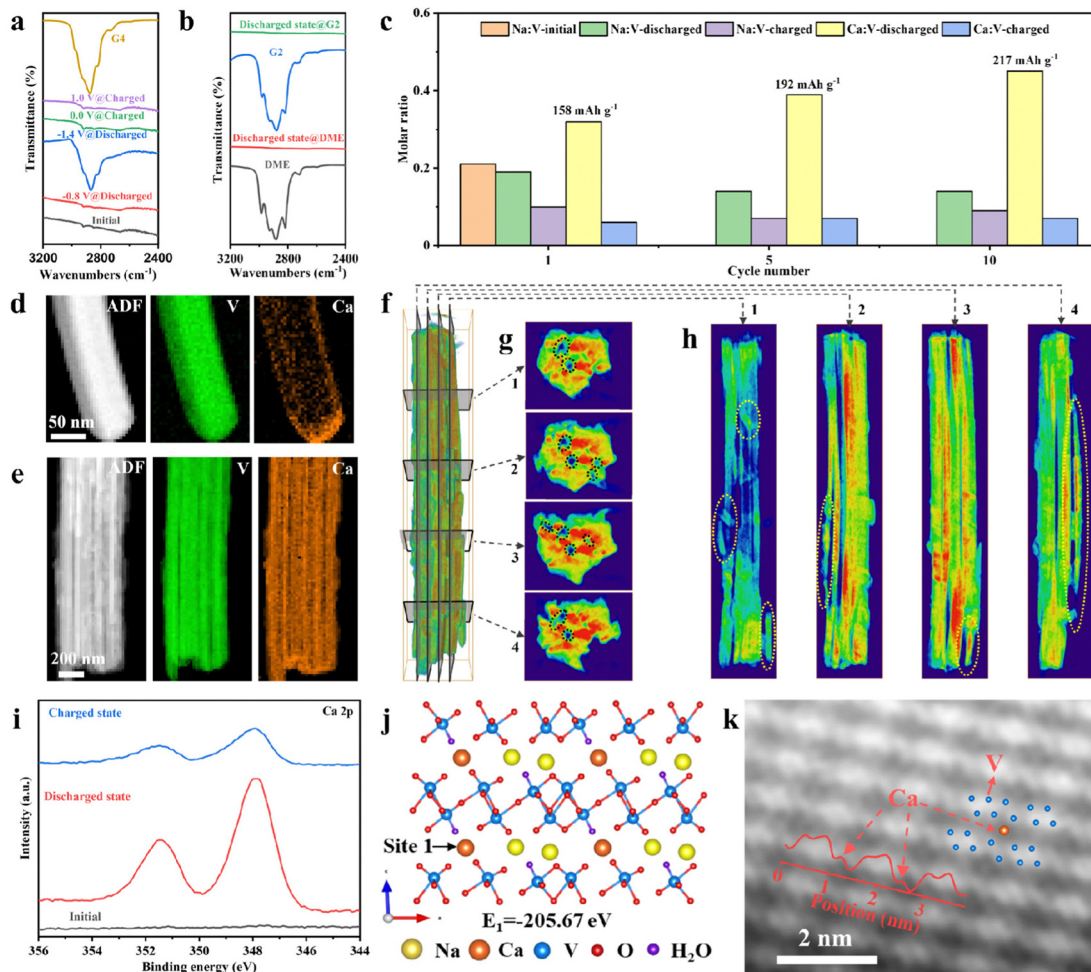 a
G4
1.0 V@Charged
0.0 V@Charged
-1.4 V@Discharged
-0.8 V@Discharged
Initial
Transmittance (%)
3200 2800 2400
Wavenumbers (cm⁻¹)
b
Discharged state@G2
G2
Discharged state@DME
DME
Transmittance (%)
3200 2800 2400
Wavenumbers (cm⁻¹)
c
Na:V-initial Na:V-discharged Na:V-charged Ca:V-discharged Ca:V-charged
217 mAh g⁻¹
192 mAh g⁻¹
158 mAh g⁻¹
Molar ratio
0.6
0.4
0.2
0.0
1 5 10
Cycle number
d
ADF V Ca
50 nm
e
ADF V Ca
200 nm
f
g
1
2
3
4
h
1 2 3 4
i
Ca 2p
Charged state
Discharged state
Initial
Intensity (a.u.)
356 354 352 350 348 346 344
Binding energy (eV)
j
Site 1
E₁=-205.67 eV
Na Ca V O H₂O
k
V
Ca
0 1 2 3
Position (nm)
2 nm